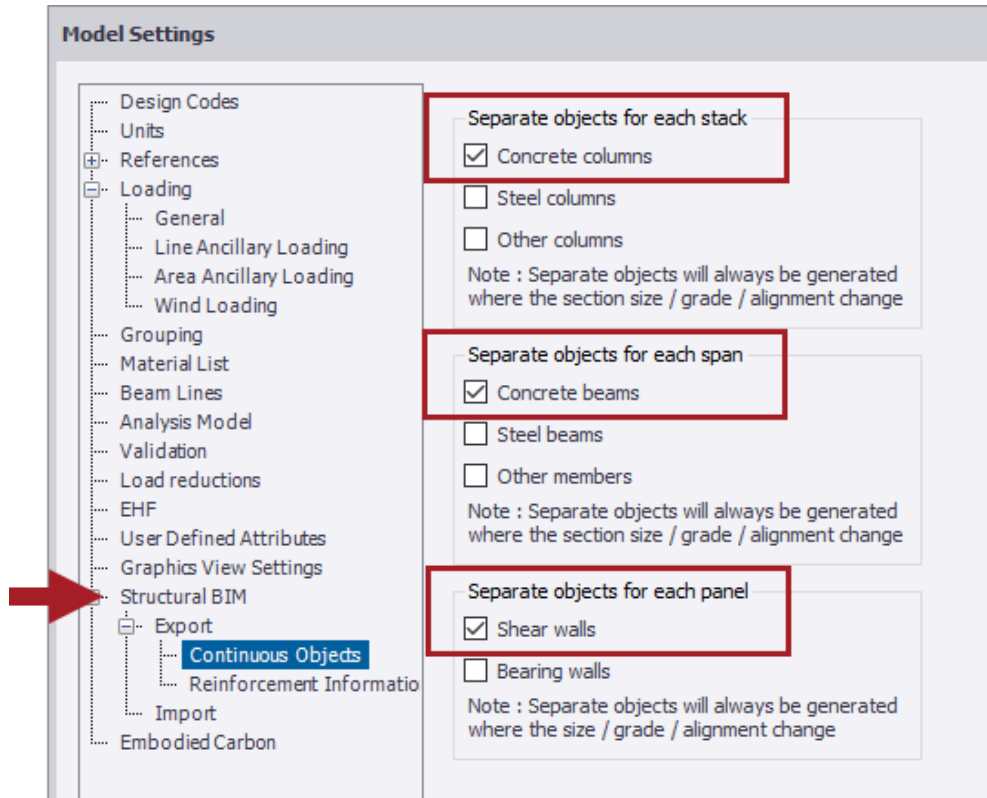 Model Settings
Design Codes
Units
References
Loading
General
Line Ancillary Loading
Area Ancillary Loading
Wind Loading
Grouping
Material List
Beam Lines
Analysis Model
Validation
Load reductions
EHF
User Defined Attributes
Graphics View Settings
Structural BIM
Export
Continuous Objects
Reinforcement Informatio
Import
Embodied Carbon
Separate objects for each stack
Concrete columns
Steel columns
Other columns
Note : Separate objects will always be generated
where the section size / grade / alignment change
Separate objects for each span
Concrete beams
Steel beams
Other members
Note : Separate objects will always be generated
where the section size / grade / alignment change
Separate objects for each panel
Shear walls
Bearing walls
Note : Separate objects will always be generated
where the size / grade / alignment change